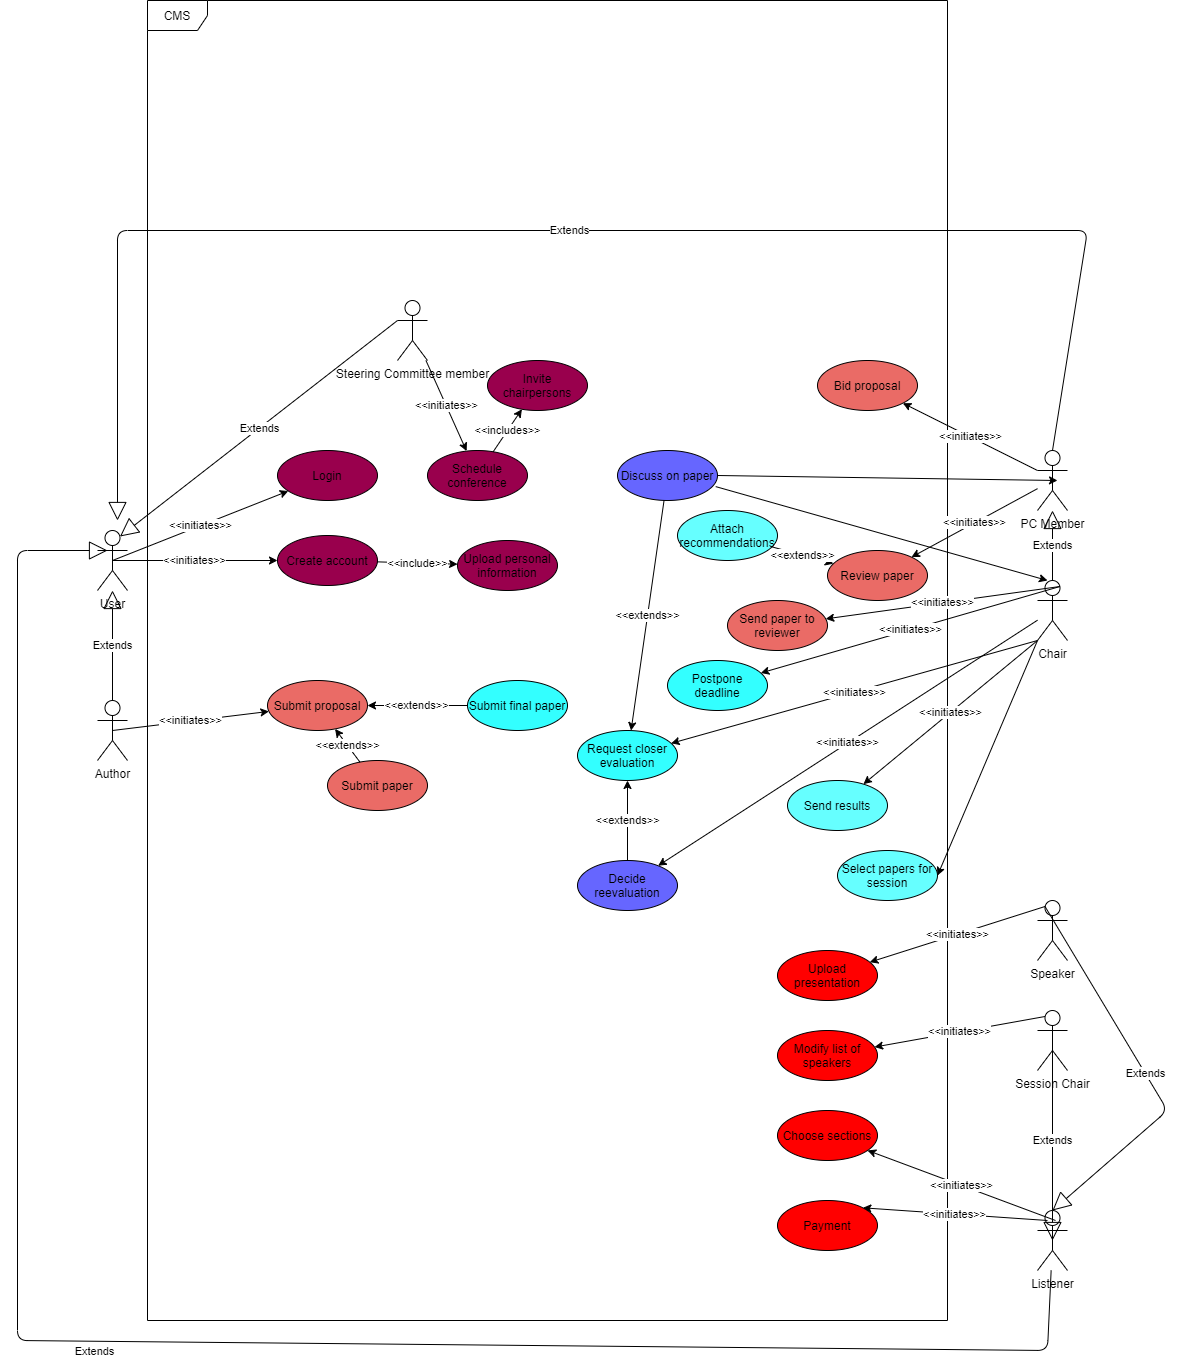 CMS
Extends
Steering Committee member
Invite
chairpersons
Bid proposal
<<initiates>>
Extends
<<includes>>
<<initiates>>
Login
Schedule
conference
Discuss on paper
<<initiates>>
<<initiates>>
PC Member
Attach
recommendations
Extends
<<extends>>
<<initiates>>
Create account
<<include>>
Upload personal
information
Review paper
User
<<initiates>>
<<extends>>
Send paper to
reviewer
<<initiates>>
Extends
Chair
Postpone
deadline
<<initiates>>
Submit proposal
<<extends>>
Submit final paper
<<initiates>>
<<initiates>>
<<extends>>
<<initiates>>
Request closer
evaluation
Author
Submit paper
Send results
<<extends>>
Select papers for
session
Decide
reevaluation
<<initiates>>
Upload
presentation
Speaker
<<initiates>>
Modify list of
speakers
Extends
Session Chair
Choose sections
Extends
<<initiates>>
<<initiates>>
Payment
Listener
Extends